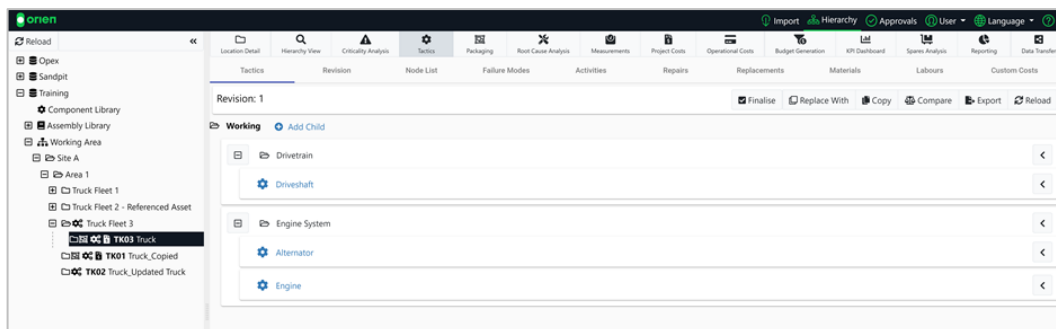 orien Import Hierarchy Approvals User Language
Reload
Opex
Sandpit
Training
Component Library
Assembly Library
Working Area
Site A
Area 1
Truck Fleet 1
Truck Fleet 2 - Referenced Asset
Truck Fleet 3
TK03 Truck
TK01 Truck_Copied
TK02 Truck_Updated Truck
Location Detail Hierarchy View Criticality Analysis Tactics Packaging Root Cause Analysis Measurements Project Costs Operational Costs Budget Generation KPI Dashboard Spares Analysis Reporting Data Transfer
Tactics Revision Node List Failure Modes Activities Repairs Replacements Materials Labours Custom Costs
Revision: 1 Finalise Replace With Copy Compare Export Reload
Working Add Child
Drivetrain
Driveshaft
Engine System
Alternator
Engine